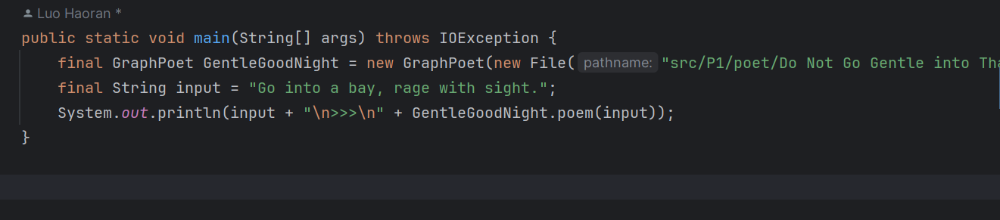 Luo Haoran *
public static void main(String[] args) throws IOException {
final GraphPoet GentleGoodNight = new GraphPoet(new File( pathname: "src/P1/poet/Do Not Go Gentle into Tha
final String input = "Go into a bay, rage with sight.";
System.out.println(input + "\n>>>\n" + GentleGoodNight.poem(input));
}